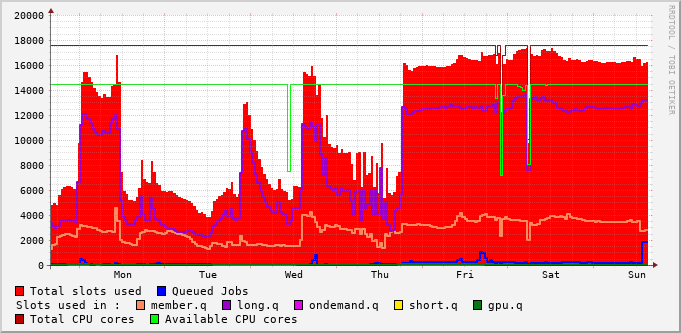 20000
18000
16000
14000
12000
10000
8000
6000
4000
2000
0
Mon Tue Wed Thu Fri Sat Sun
RRDTOOL / TOBI OETIKER
Total slots used Queued Jobs
Slots used in : member.q long.q ondemand.q short.q gpu.q
Total CPU cores Available CPU cores